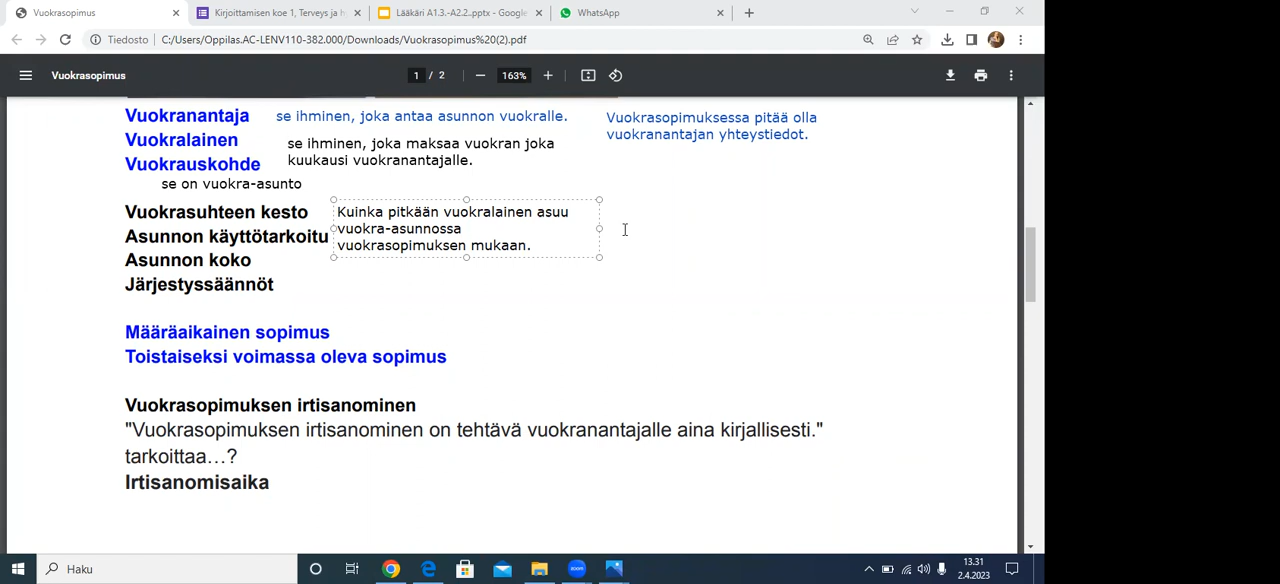 Vuokrasopimus
Kirjoittamisen koe 1, Terveys ja h
Lääkäri A1.3.-A2.2..pptx - Google
WhatsApp
Tiedosto
C:/Users/Oppilas.AC-LENV110-382.000/Downloads/Vuokrasopimus%20(2).pdf
Vuokrasopimus
1 / 2
163%
Vuokranantaja
se ihminen, joka antaa asunnon vuokralle.
Vuokrasopimuksessa pitää olla
vuokranantajan yhteystiedot.
Vuokralainen
se ihminen, joka maksaa vuokran joka
kuukausi vuokranantajalle.
Vuokrauskohde
se on vuokra-asunto
Vuokrasuhteen kesto
Kuinka pitkään vuokralainen asuu
vuokra-asunnossa
vuokrasopimuksen mukaan.
Asunnon käyttötarkoitu
Asunnon koko
Järjestyssäännöt
Määräaikainen sopimus
Toistaiseksi voimassa oleva sopimus
Vuokrasopimuksen irtisanominen
"Vuokrasopimuksen irtisanominen on tehtävä vuokranantajalle aina kirjallisesti."
tarkoittaa…?
Irtisanomisaika
Haku
zoom
13.31
2.4.2023